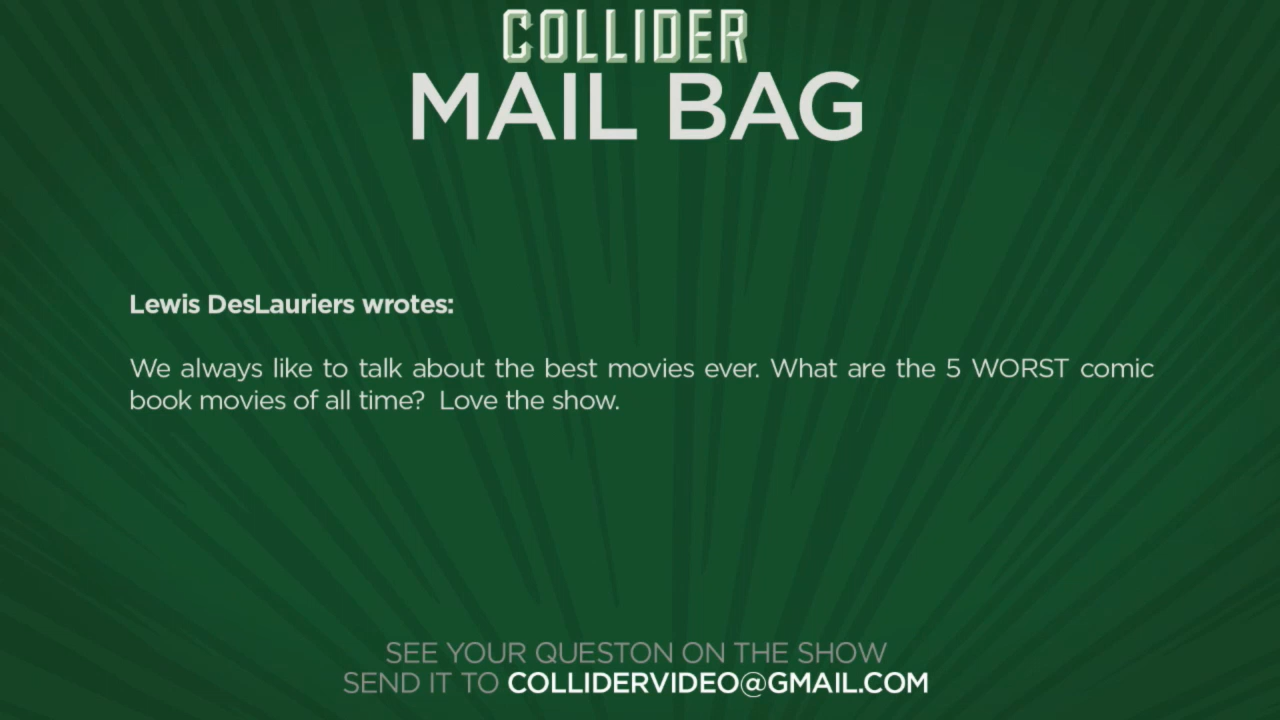 COLLIDER
MAIL BAG
Lewis DesLauriers wrotes:
We always like to talk about the best movies ever. What are the 5 WORST comic
book movies of all time?  Love the show.
SEE YOUR QUESTON ON THE SHOW
SEND IT TO COLLIDERVIDEO@GMAIL.COM